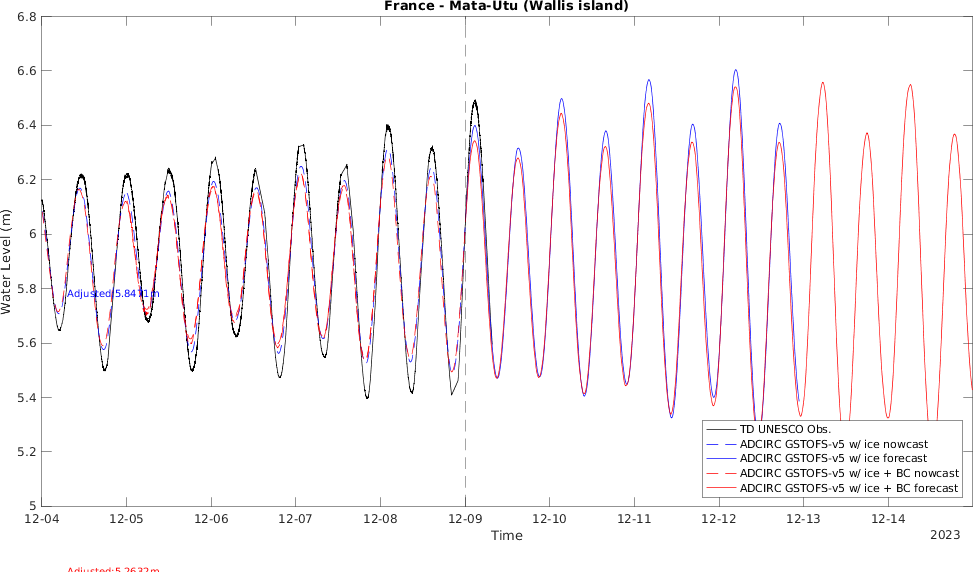 France - Mata-Utu (Wallis island)
6.8
6.6
6.4
6.2
6
5.8
5.6
5.4
5.2
5
Water Level (m)
Adjusted:5.8471m
TD UNESCO Obs.
ADCIRC GSTOFS-v5 w/ ice nowcast
ADCIRC GSTOFS-v5 w/ ice forecast
ADCIRC GSTOFS-v5 w/ ice + BC nowcast
ADCIRC GSTOFS-v5 w/ ice + BC forecast
12-04 12-05 12-06 12-07 12-08 12-09 12-10 12-11 12-12 12-13 12-14
Time
2023
Adjusted:5.2632m